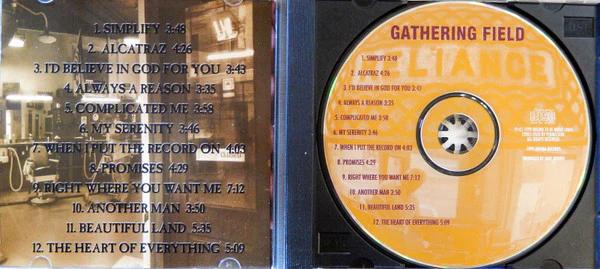 1. SIMPLIFY 3:48
2. ALCATRAZ 4:26
3. I'D BELIEVE IN GOD FOR YOU 3:43
4. ALWAYS A REASON 3:35
5. COMPLICATED ME 3:58
6. MY SERENITY 3:46
7. WHEN I PUT THE RECORD ON 4:03
8. PROMISES 4:29
9. RIGHT WHERE YOU WANT ME 7:12
10. ANOTHER MAN 3:50
11. BEAUTIFUL LAND 5:35
12. THE HEART OF EVERYTHING 5:09
GATHERING FIELD
LIANCE
1. SIMPLIFY 3:48
2. ALCATRAZ 4:26
3. I'D BELIEVE IN GOD FOR YOU 3:43
4. ALWAYS A REASON 3:35
5. COMPLICATED ME 3:58
6. MY SERENITY 3:46
7. WHEN I PUT THE RECORD ON 4:03
8. PROMISES 4:29
9. RIGHT WHERE YOU WANT ME 7:12
10. ANOTHER MAN 3:50
11. BEAUTIFUL LAND 5:35
12. THE HEART OF EVERYTHING 5:09